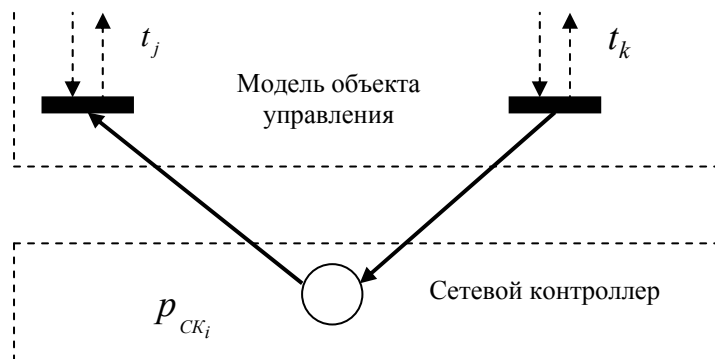 t_j
t_k
Модель объекта
управления
Сетевой контроллер
p_{СК_i}